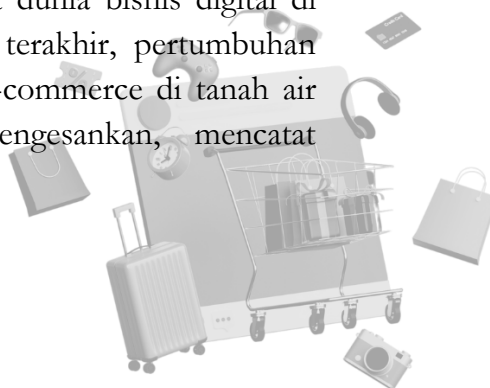 dunia bisnis digital di
terakhir, pertumbuhan
-commerce di tanah air
engesankan, mencatat